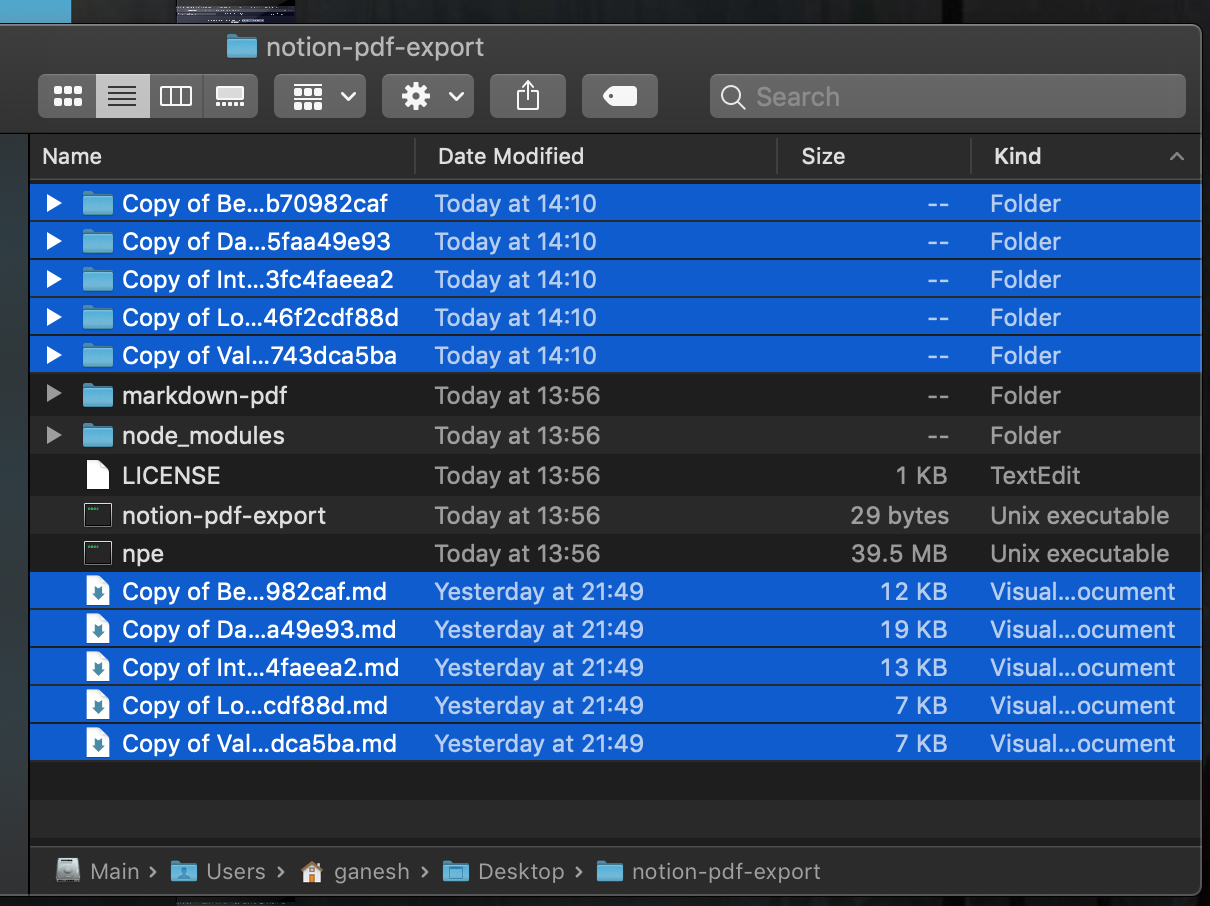 notion-pdf-export
Search
Name Date Modified Size Kind
Copy of Be...b70982caf Today at 14:10 -- Folder
Copy of Da...5faa49e93 Today at 14:10 -- Folder
Copy of Int...3fc4faeea2 Today at 14:10 -- Folder
Copy of Lo...46f2cdf88d Today at 14:10 -- Folder
Copy of Val...743dca5ba Today at 14:10 -- Folder
markdown-pdf Today at 13:56 -- Folder
node_modules Today at 13:56 -- Folder
LICENSE Today at 13:56 1 KB TextEdit
notion-pdf-export Today at 13:56 29 bytes Unix executable
npe Today at 13:56 39.5 MB Unix executable
Copy of Be...982caf.md Yesterday at 21:49 12 KB Visual...ocument
Copy of Da...a49e93.md Yesterday at 21:49 19 KB Visual...ocument
Copy of Int...4faeea2.md Yesterday at 21:49 13 KB Visual...ocument
Copy of Lo...cdf88d.md Yesterday at 21:49 7 KB Visual...ocument
Copy of Val...dca5ba.md Yesterday at 21:49 7 KB Visual...ocument
Main › Users › ganesh › Desktop › notion-pdf-export